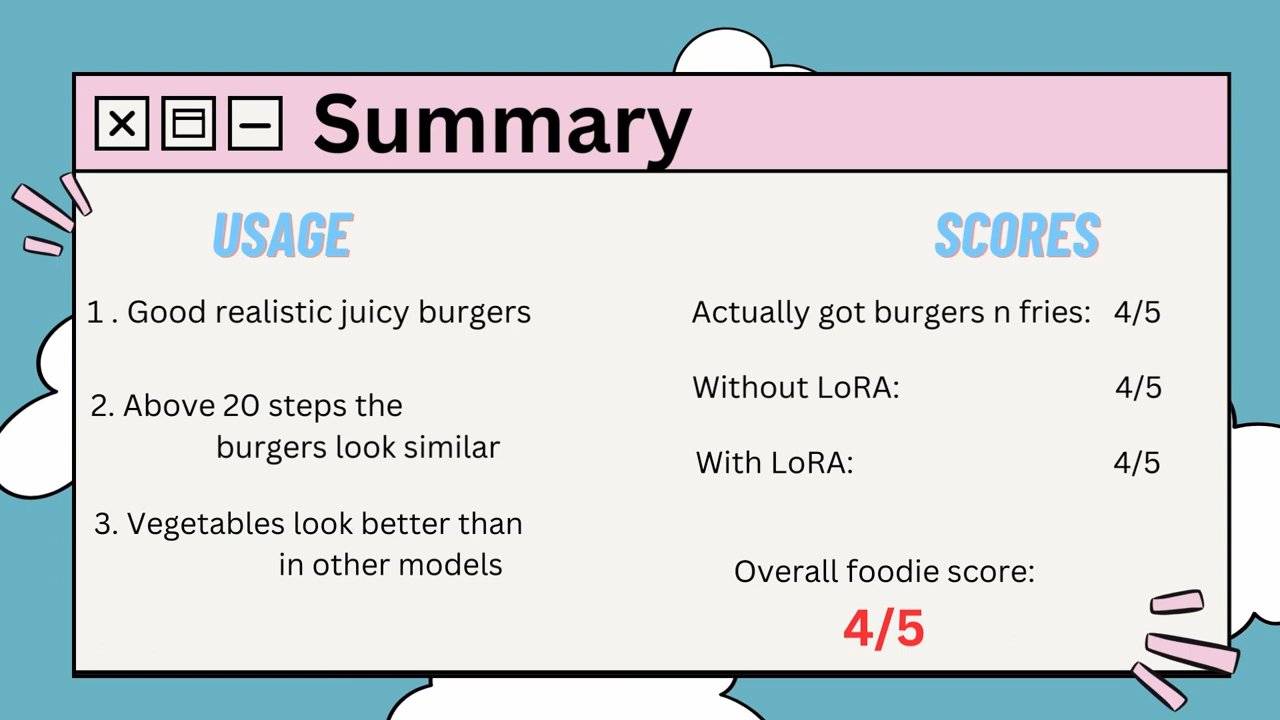 Summary
USAGE
1 . Good realistic juicy burgers
2. Above 20 steps the
burgers look similar
3. Vegetables look better than
in other models
SCORES
Actually got burgers n fries: 4/5
Without LoRA: 4/5
With LoRA: 4/5
Overall foodie score:
4/5